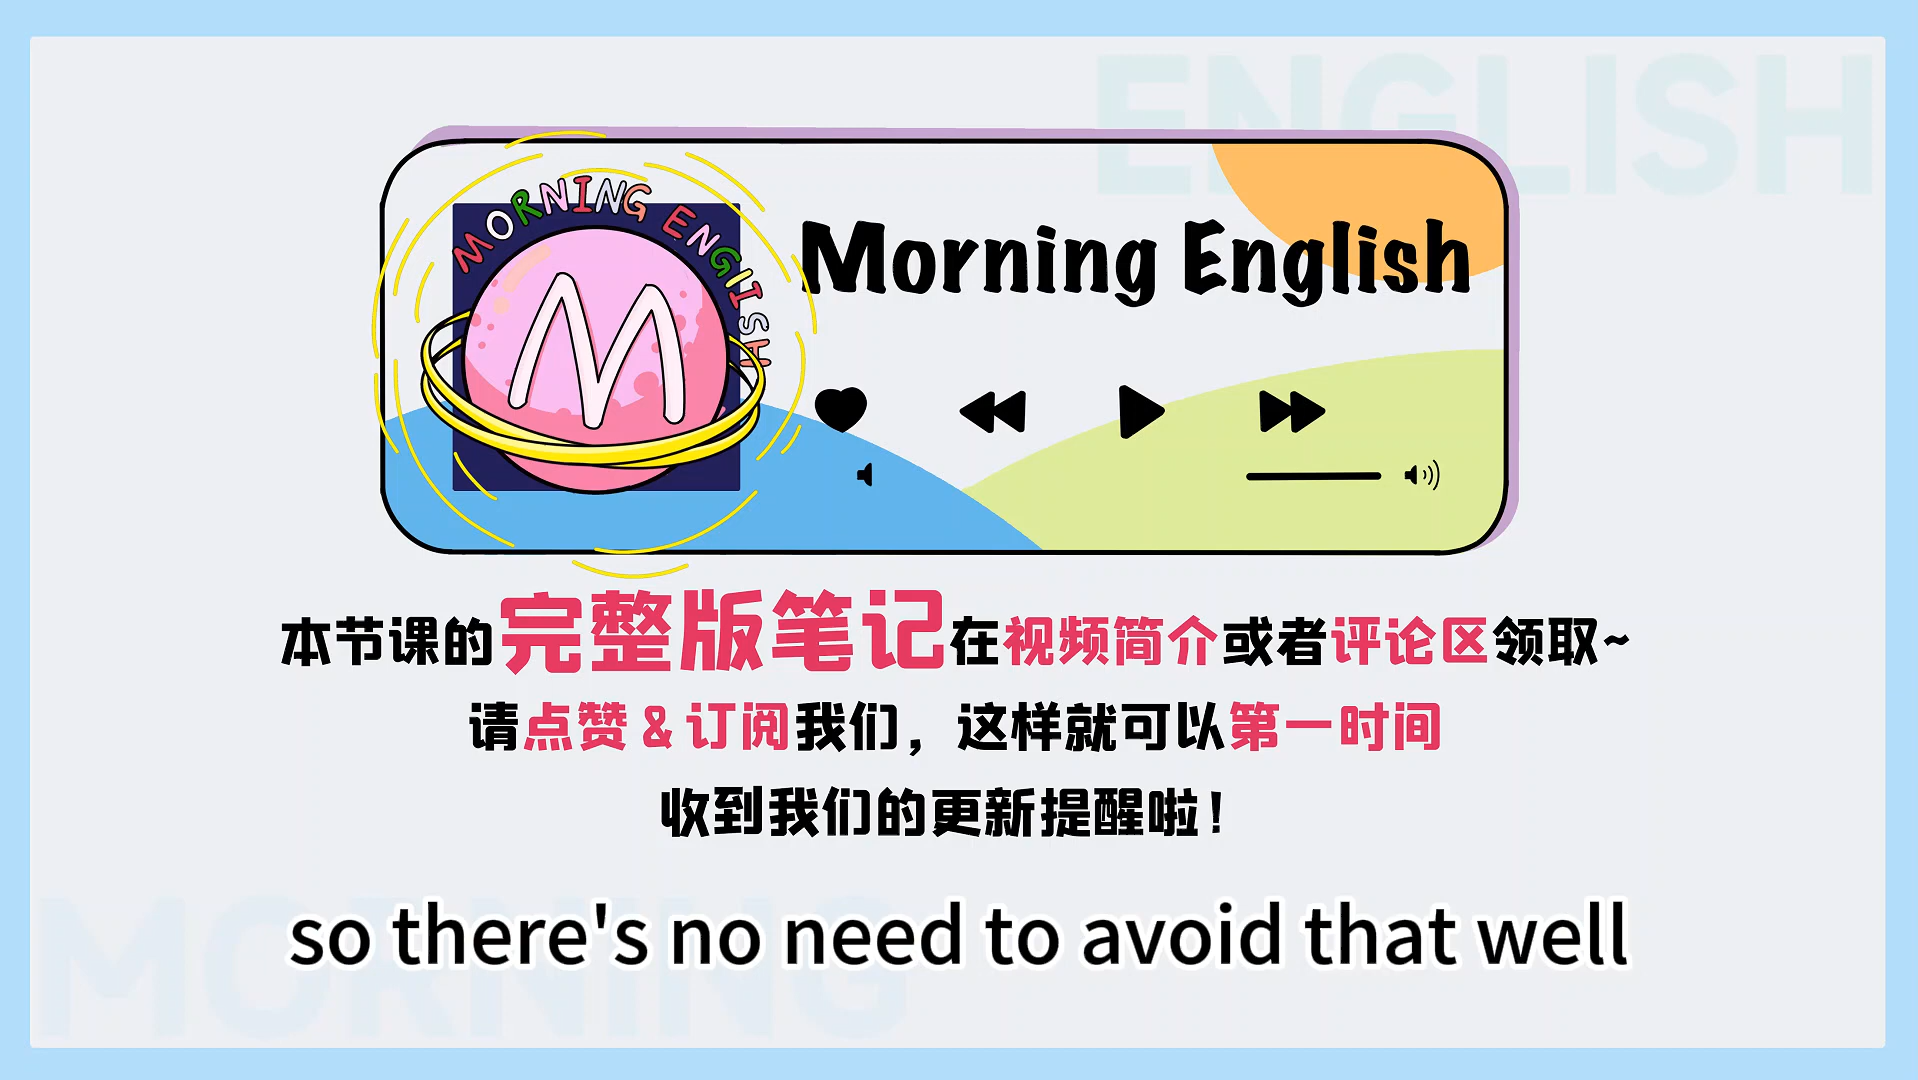 ENGLISH
MORNING ENGLISH
M
Morning English
本节课的完整版笔记在视频简介或者评论区领取~
请点赞&订阅我们，这样就可以第一时间
收到我们的更新提醒啦！
so there's no need to avoid that well
MORNING